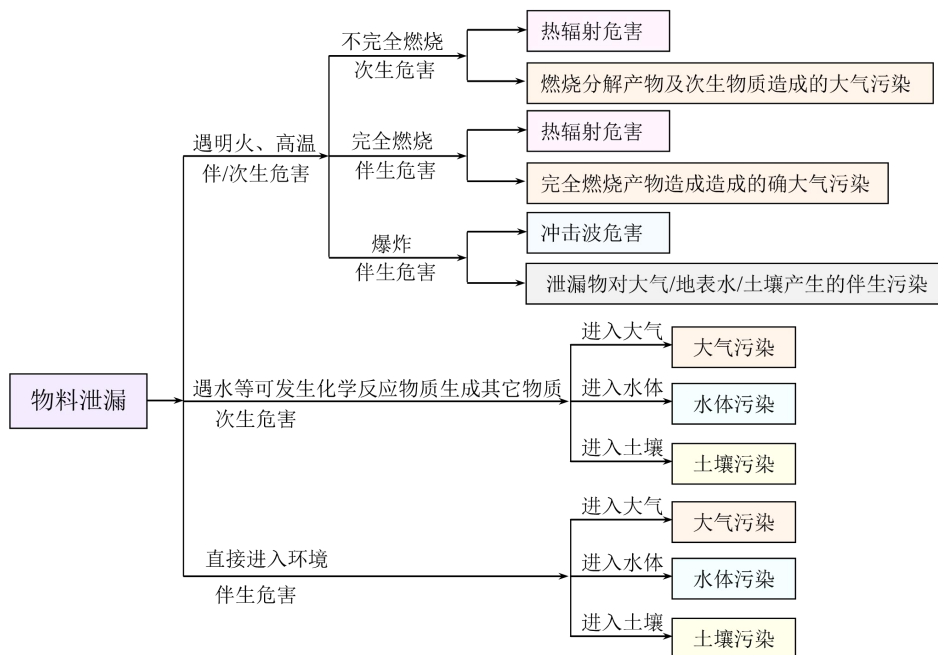 不完全燃烧
次生危害
热辐射危害
燃烧分解产物及次生物质造成的大气污染
遇明火、高温
伴/次生危害
完全燃烧
伴生危害
热辐射危害
完全燃烧产物造成造成的确大气污染
爆炸
伴生危害
冲击波危害
泄漏物对大气/地表水/土壤产生的伴生污染
物料泄漏
遇水等可发生化学反应物质生成其它物质
次生危害
进入大气
大气污染
进入水体
水体污染
进入土壤
土壤污染
直接进入环境
伴生危害
进入大气
大气污染
进入水体
水体污染
进入土壤
土壤污染